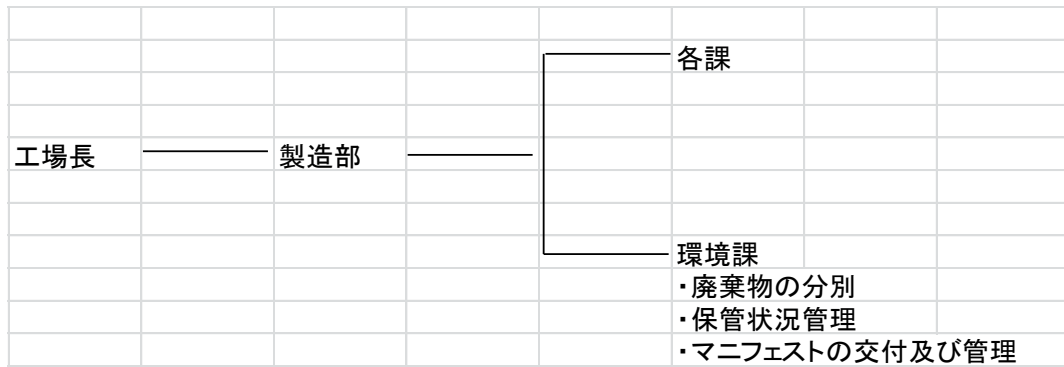 各課
工場長 製造部
環境課
・廃棄物の分別
・保管状況管理
・マニフェストの交付及び管理